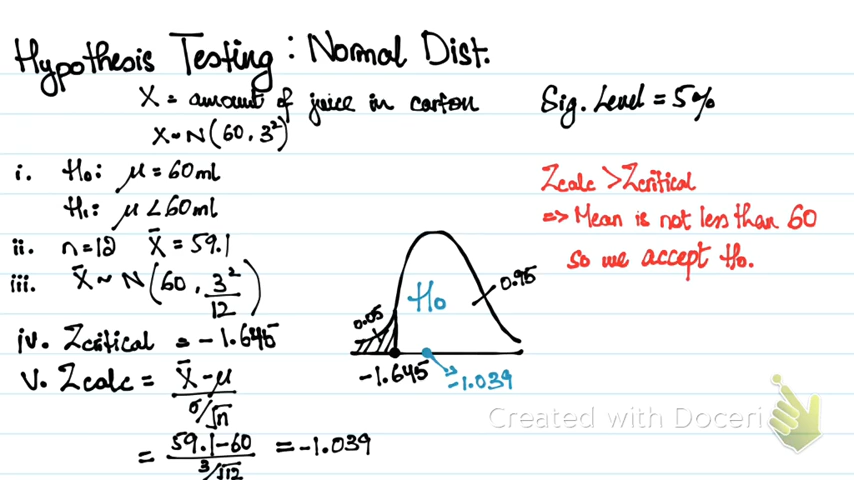 Hypothesis Testing : Normal Dist.
X = amount of juice in carton
X ~ N(60, 3²)
Sig. Level = 5%
i. H₀: μ = 60ml
H₁: μ < 60ml
ii. n=12 X̄ = 59.1
iii. X̄ ~ N(60, 3²/12)
iv. Zcritical = -1.645
v. Zcalc = X̄ - μ / σ/√n
= 59.1 - 60 / 3/√12 = -1.039
0.05
H₀
0.95
-1.645
-1.039
Zcalc > Zcritical
=> Mean is not less than 60
so we accept H₀.
Created with Doceri